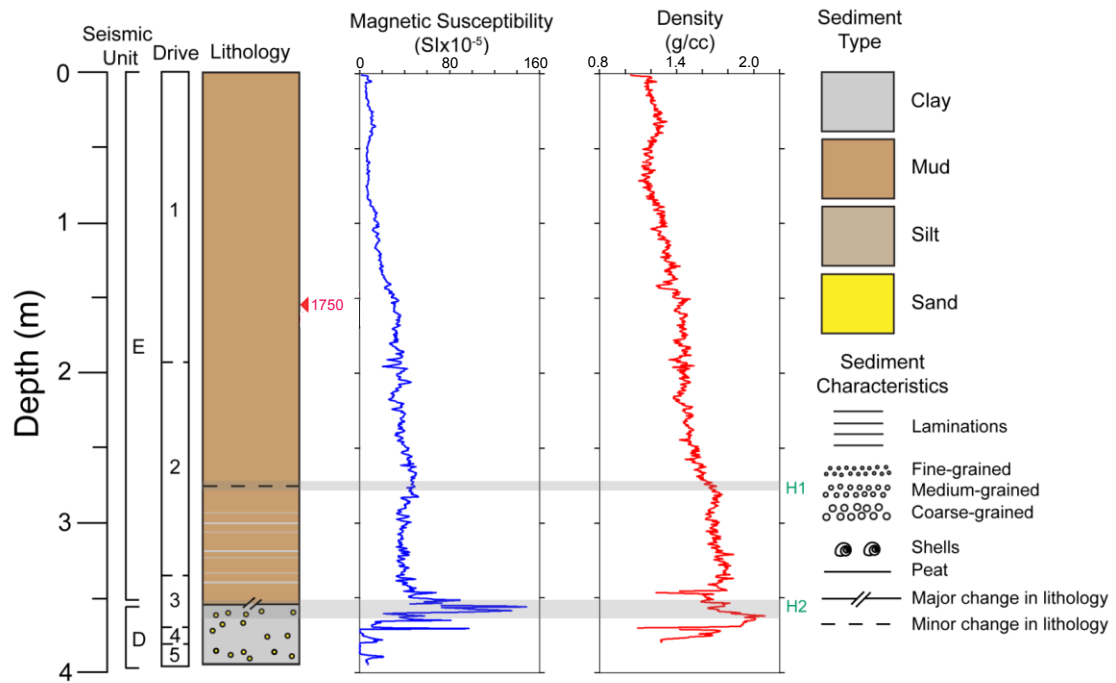 Seismic
Unit
Drive
Lithology
Magnetic Susceptibility
(SIx10⁻⁵)
0 80 160
Density
(g/cc)
0.8 1.4 2.0
Sediment
Type
Depth (m)
0
1
2
3
4
E
D
1
2
3
4
5
1750
H1
H2
Clay
Mud
Silt
Sand
Sediment
Characteristics
Laminations
Fine-grained
Medium-grained
Coarse-grained
Shells
Peat
Major change in lithology
Minor change in lithology